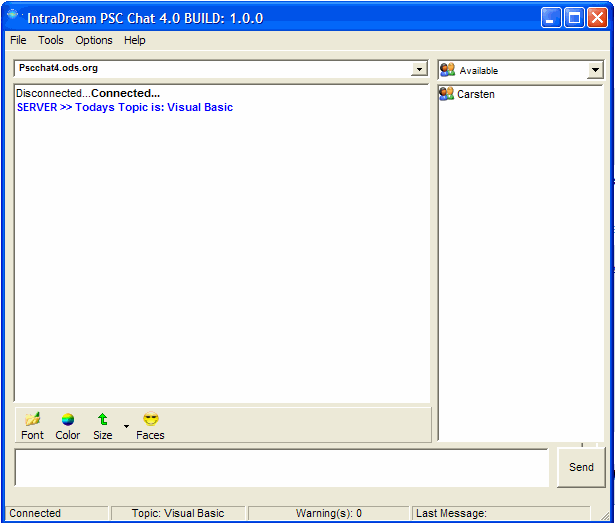 IntraDream PSC Chat 4.0 BUILD: 1.0.0
File Tools Options Help
Pscchat4.ods.org
Available
Disconnected...Connected...
SERVER >> Todays Topic is: Visual Basic
Carsten
Font Color Size Faces
Send
Connected
Topic: Visual Basic
Warning(s): 0
Last Message: